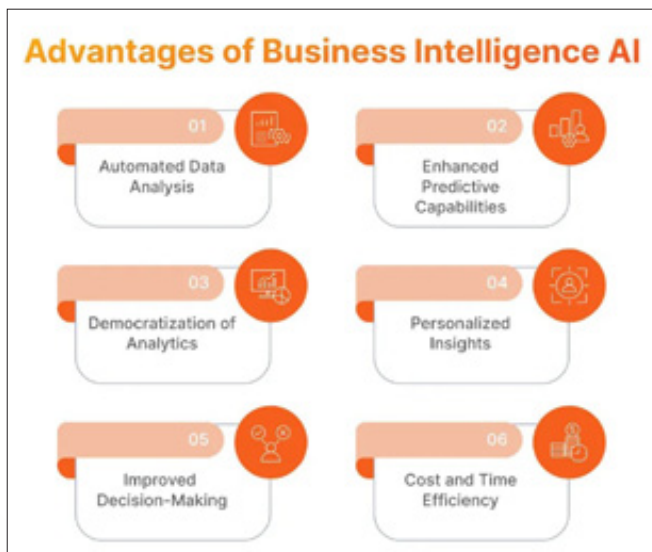 Advantages of Business Intelligence AI
01
Automated Data
Analysis
02
Enhanced
Predictive
Capabilities
03
Democratization of
Analytics
04
Personalized
Insights
05
Improved
Decision-Making
06
Cost and Time
Efficiency